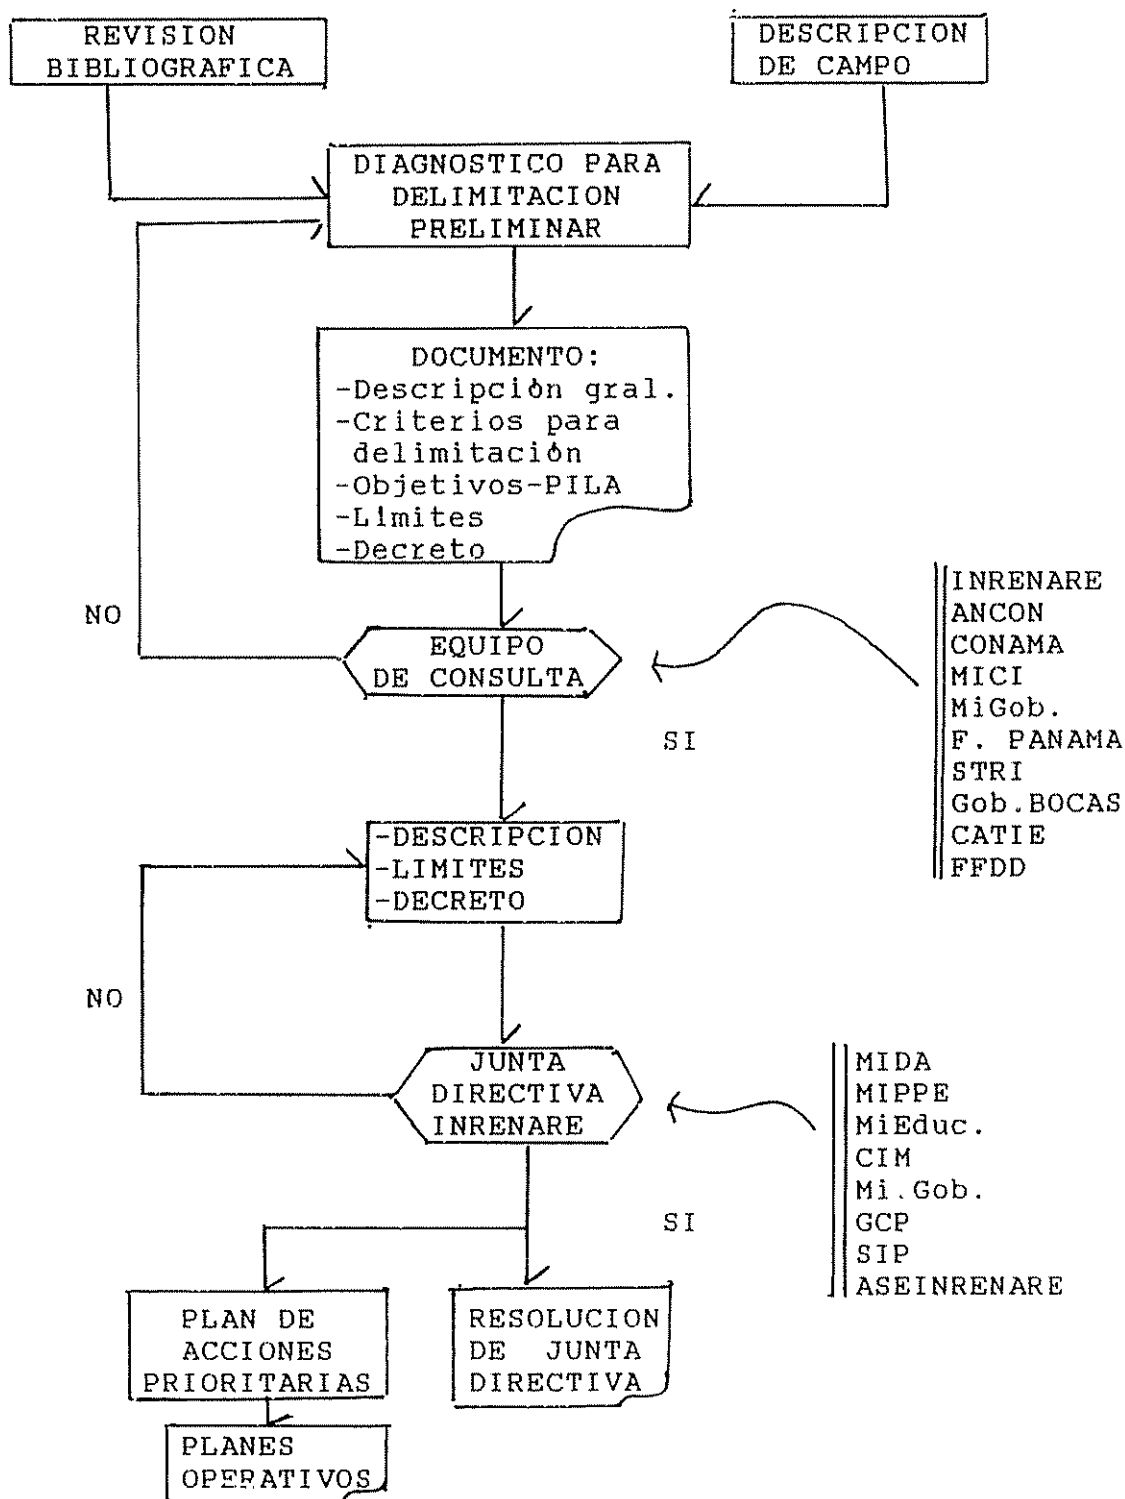 REVISION
BIBLIOGRAFICA
DESCRIPCION
DE CAMPO
DIAGNOSTICO PARA
DELIMITACION
PRELIMINAR
DOCUMENTO:
-Descripción gral.
-Criterios para
delimitación
-Objetivos-PILA
-Límites
-Decreto
NO
EQUIPO
DE CONSULTA
SI
INRENARE
ANCON
CONAMA
MICI
MiGob.
F. PANAMA
STRI
Gob.BOCAS
CATIE
FFDD
-DESCRIPCION
-LIMITES
-DECRETO
NO
JUNTA
DIRECTIVA
INRENARE
SI
MIDA
MIPPE
MiEduc.
CIM
Mi.Gob.
GCP
SIP
ASEINRENARE
PLAN DE
ACCIONES
PRIORITARIAS
RESOLUCION
DE JUNTA
DIRECTIVA
PLANES
OPERATIVOS